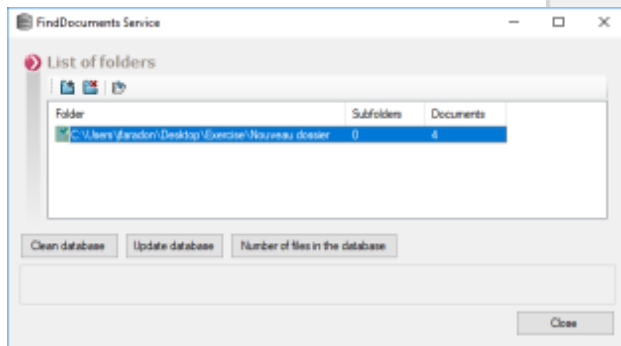 FindDocuments Service
List of folders
Folder Subfolders Documents
C:\Users\jfaradon\Desktop\Exercise\Nouveau dossier 0 4
Clean database Update database Number of files in the database
Close